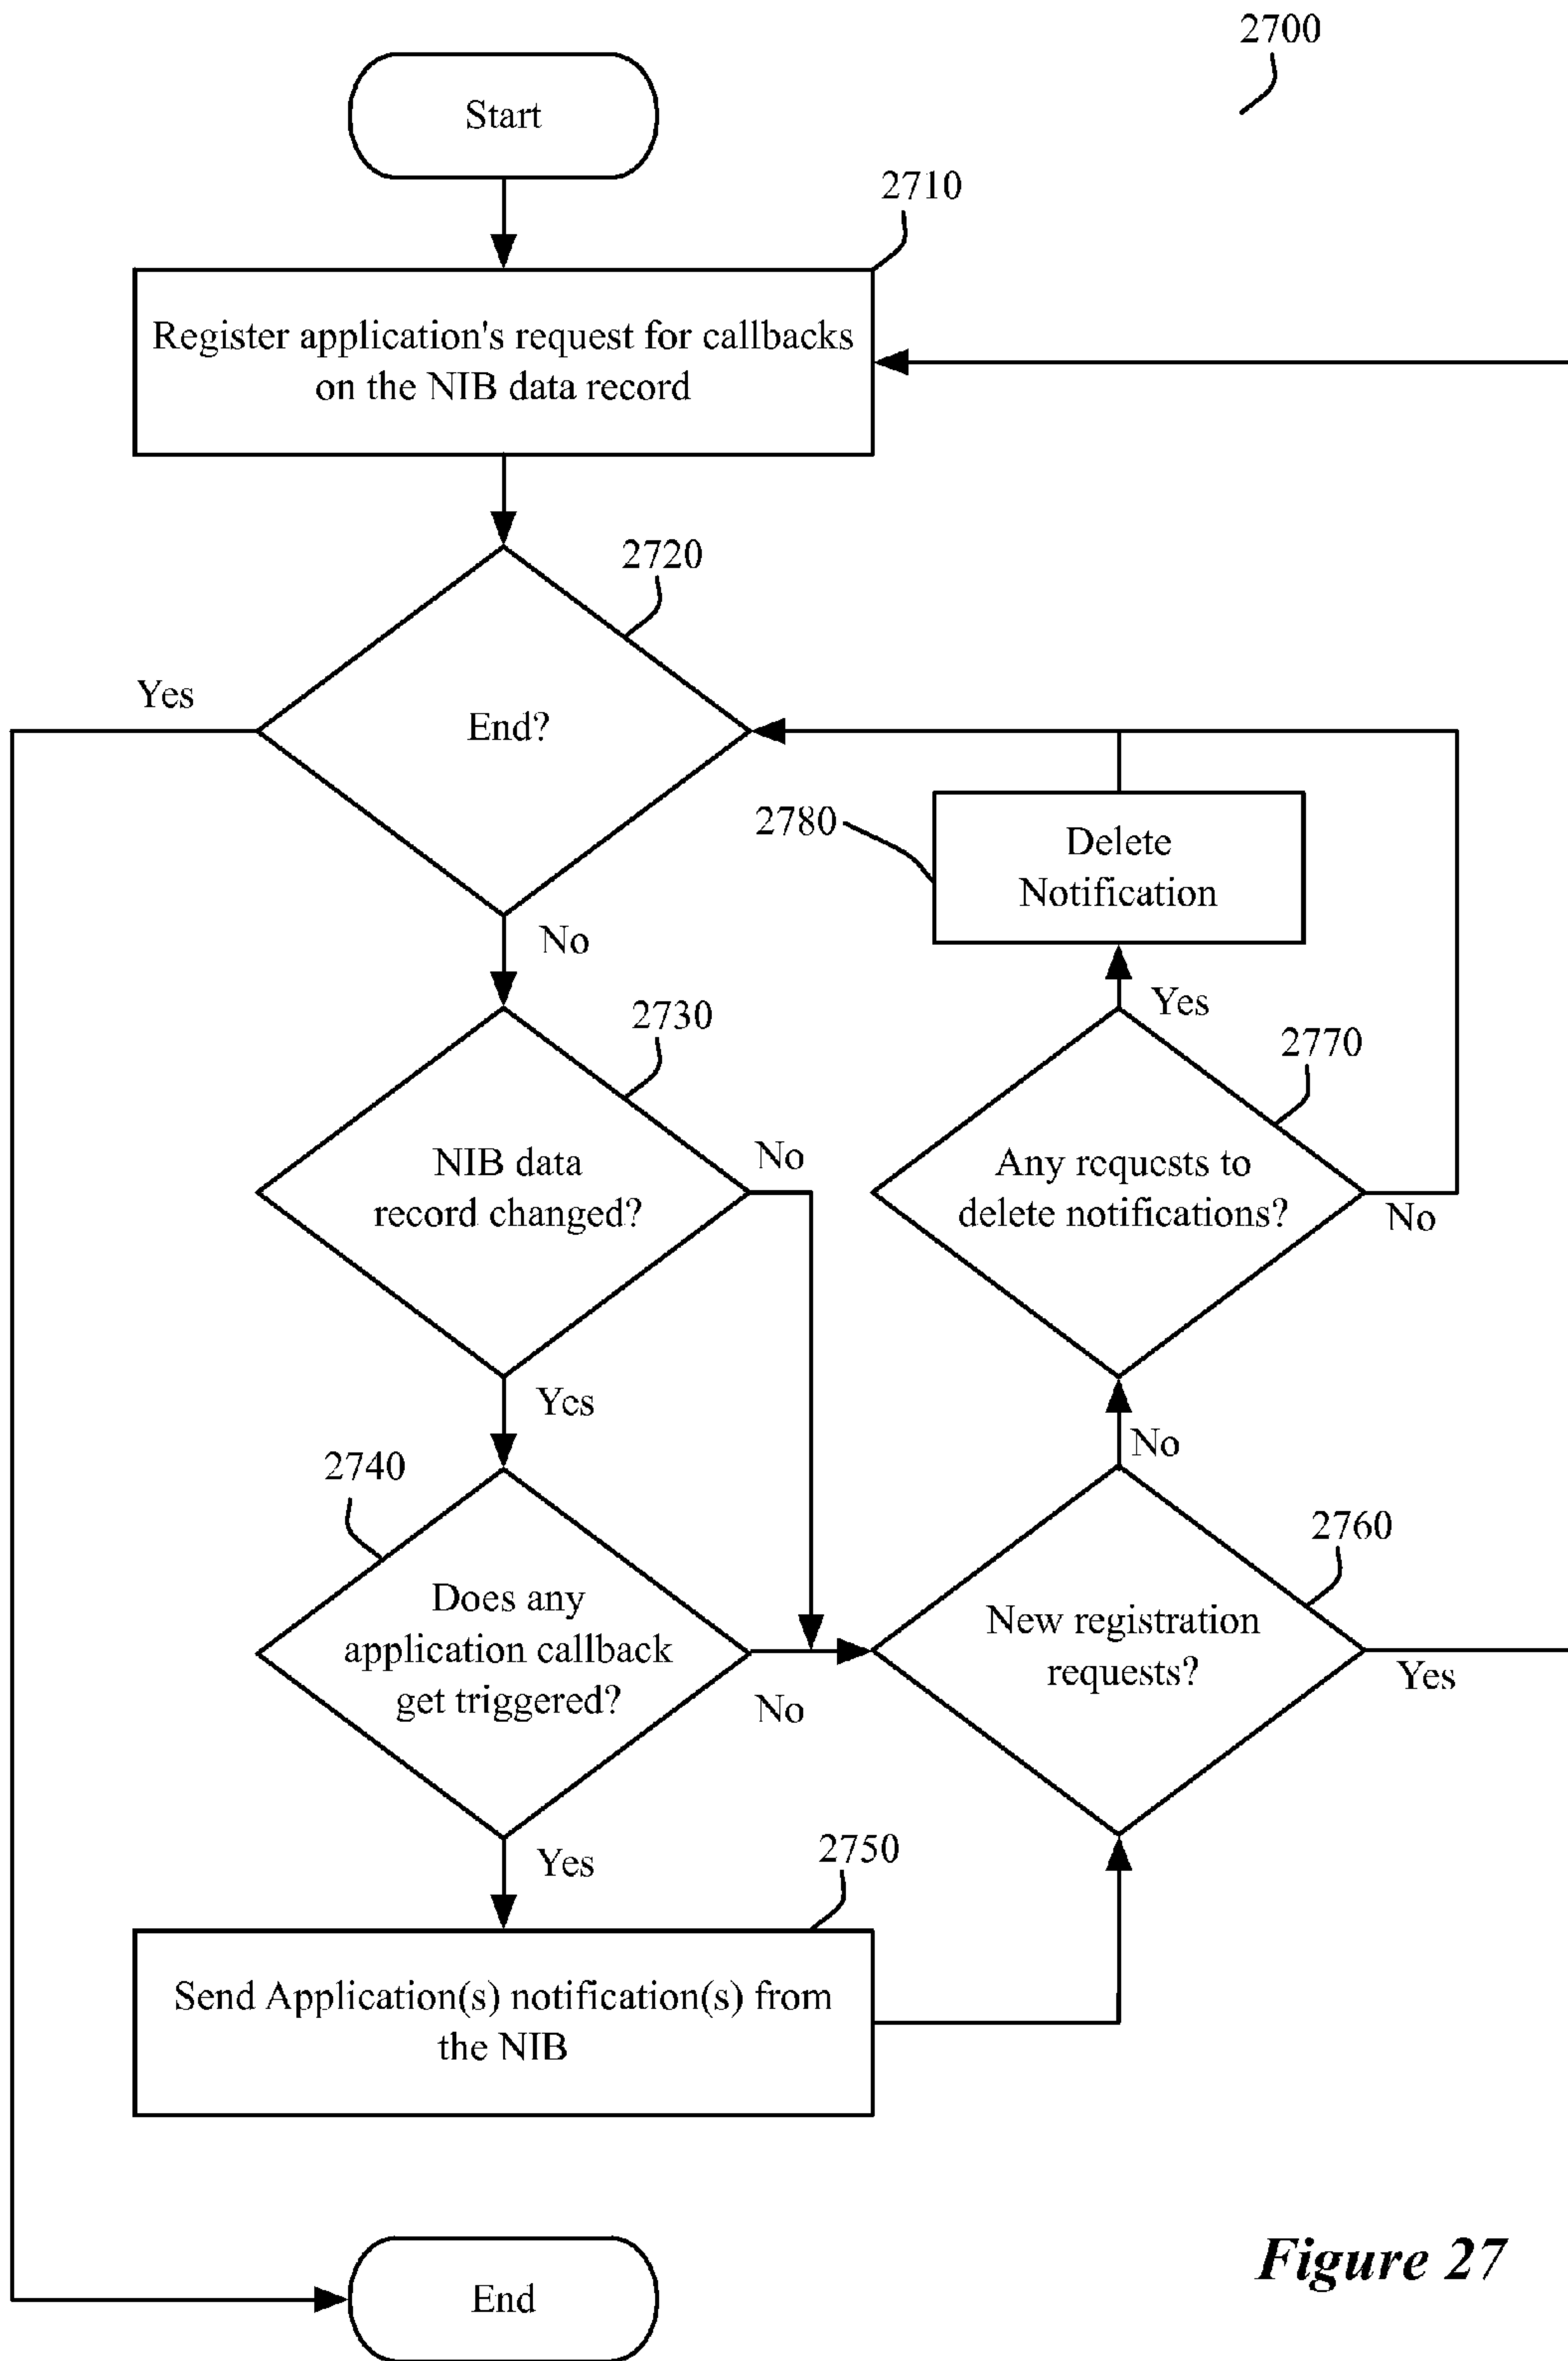 2700
Start
2710
Register application's request for callbacks
on the NIB data record
2720
Yes
End?
2780
Delete
Notification
No
2730
Yes
2770
NIB data
record changed?
No
Any requests to
delete notifications?
No
Yes
No
2740
2760
Does any
application callback
get triggered?
New registration
requests?
No
Yes
Yes
2750
Send Application(s) notification(s) from
the NIB
End
Figure 27